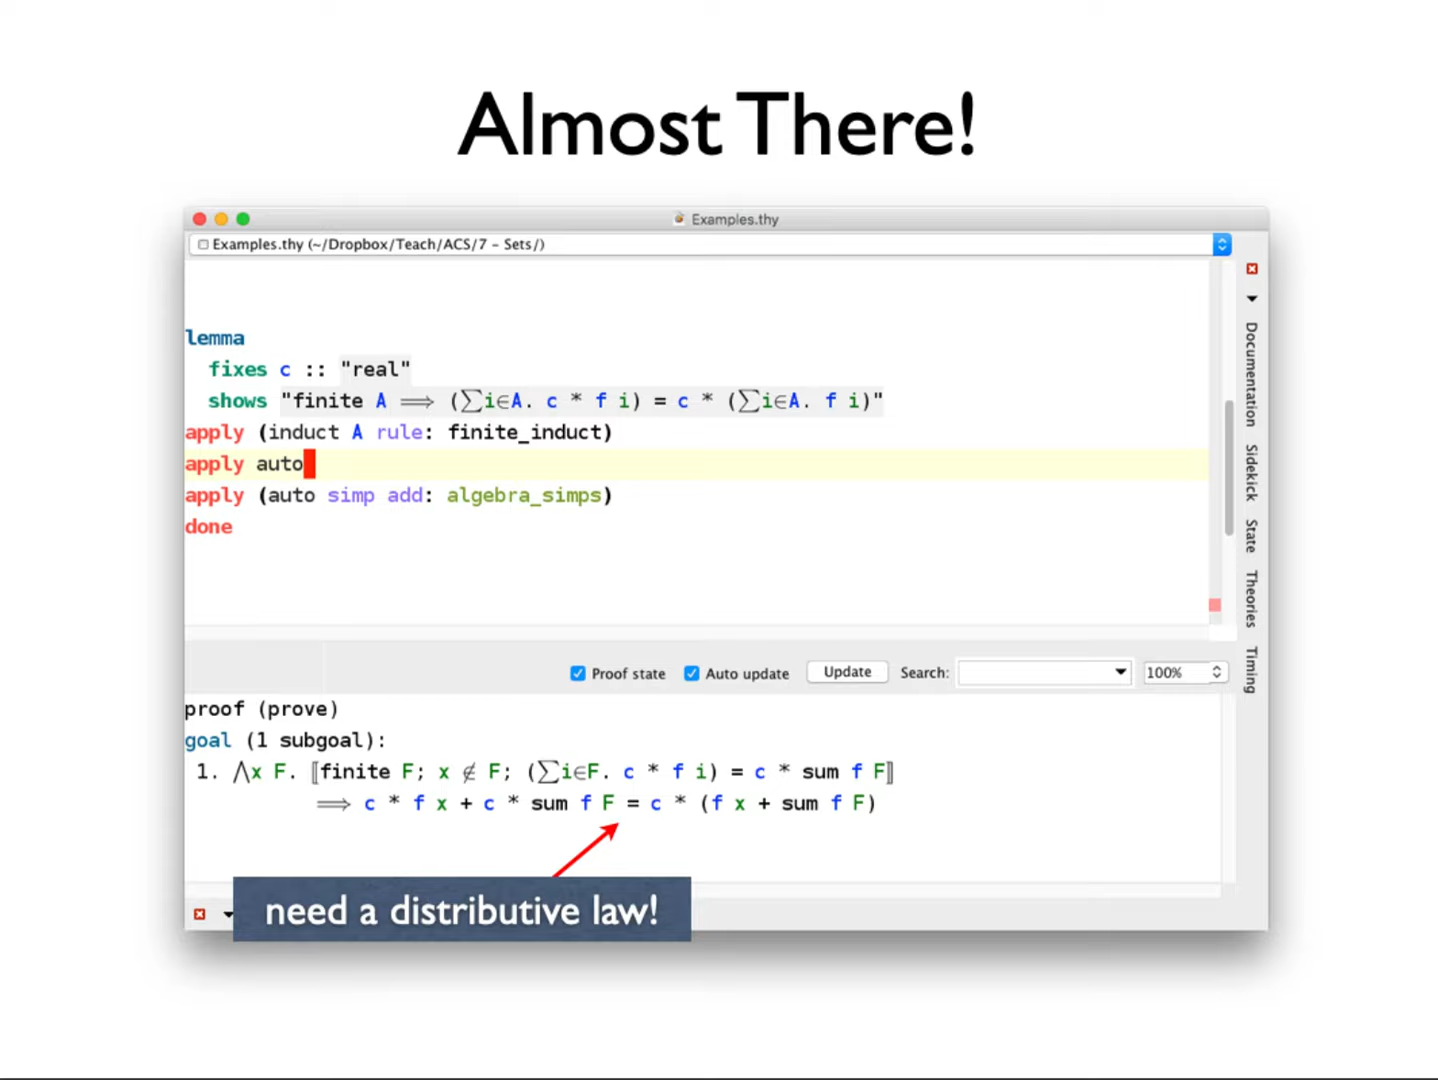 Almost There!
Examples.thy
Examples.thy (~/Dropbox/Teach/ACS/7 - Sets/)
lemma
fixes c :: "real"
shows "finite A ⟹ (∑i∈A. c * f i) = c * (∑i∈A. f i)"
apply (induct A rule: finite_induct)
apply auto
apply (auto simp add: algebra_simps)
done
Documentation
Sidekick
State
Theories
Timing
Proof state
Auto update
Update
Search:
100%
proof (prove)
goal (1 subgoal):
1. ⋀x F. ⟦finite F; x ∉ F; (∑i∈F. c * f i) = c * sum f F⟧
⟹ c * f x + c * sum f F = c * (f x + sum f F)
need a distributive law!